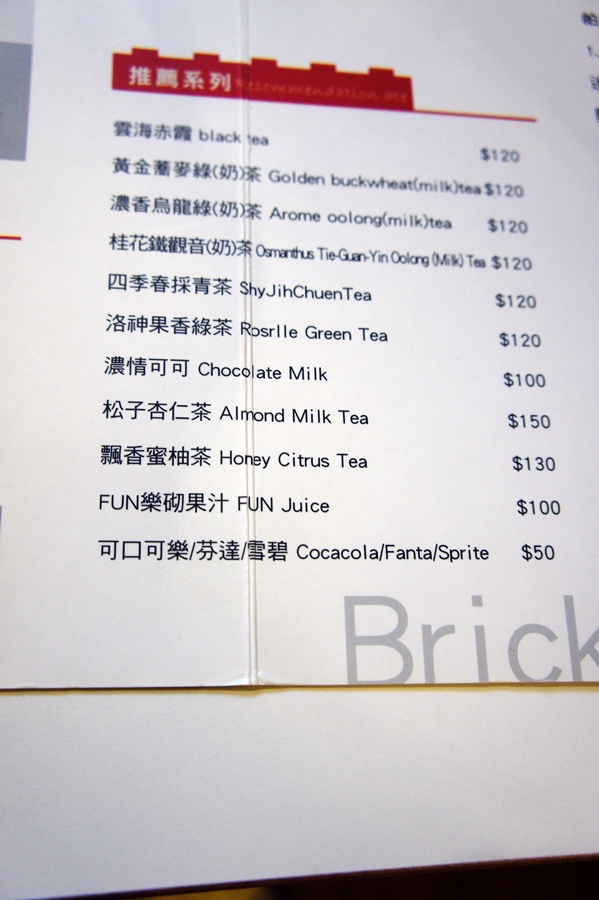 推薦系列 Recommendation ate
雲海赤霞 black tea $120
黃金蕎麥綠(奶)茶 Golden buckwheat(milk)tea $120
濃香烏龍綠(奶)茶 Arome oolong(milk)tea $120
桂花鐵觀音(奶)茶 Osmanthus Tie-Guan-Yin Oolong (Milk) Tea $120
四季春採青茶 ShyJihChuenTea $120
洛神果香綠茶 Rosrlle Green Tea $120
濃情可可 Chocolate Milk $100
松子杏仁茶 Almond Milk Tea $150
飄香蜜柚茶 Honey Citrus Tea $130
FUN樂砌果汁 FUN Juice $100
可口可樂/芬達/雪碧 Cocacola/Fanta/Sprite $50
Brick
1.